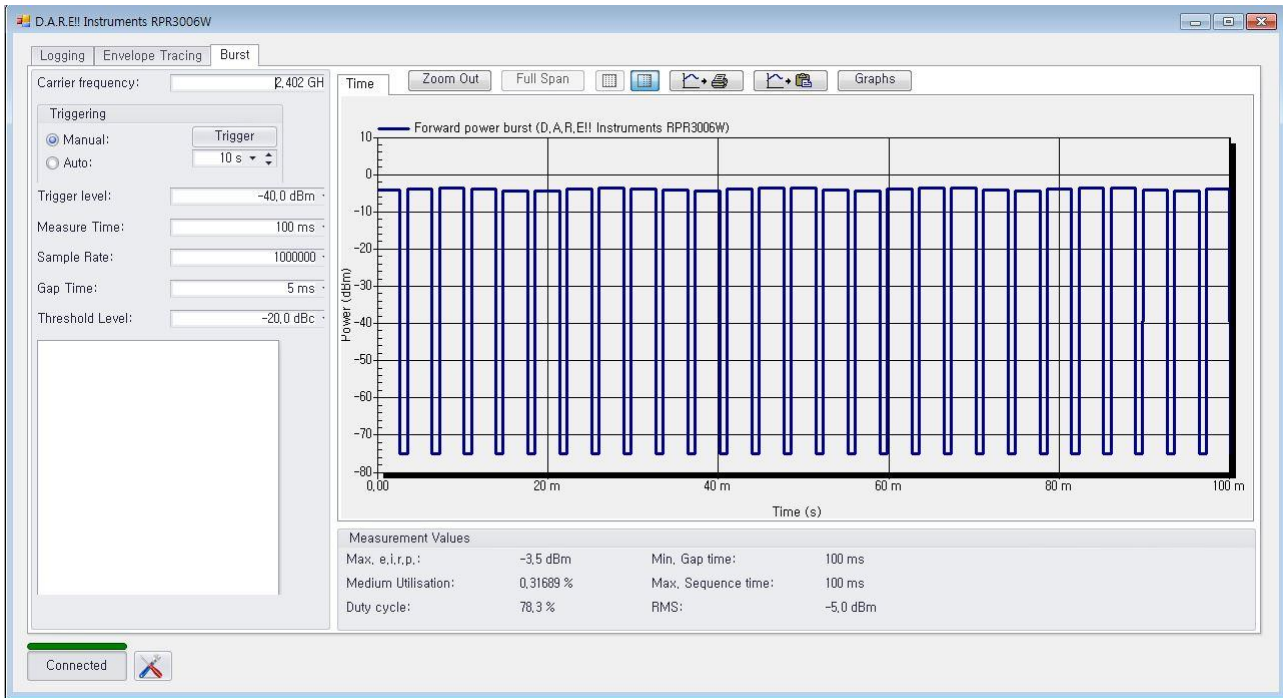 D.A.R.E!! Instruments RPR3006W
Logging Envelope Tracing Burst
Carrier frequency: 2,402 GH
Triggering
Manual: Trigger
Auto: 10 s
Trigger level: -40,0 dBm
Measure Time: 100 ms
Sample Rate: 1000000
Gap Time: 5 ms
Threshold Level: -20,0 dBc
Time Zoom Out Full Span Graphs
Forward power burst (D.A.R.E!! Instruments RPR3006W)
Power (dBm)
10
0
-10
-20
-30
-40
-50
-60
-70
-80
0,00 20 m 40 m 60 m 80 m 100 m
Time (s)
Measurement Values
Max. e.i.r.p.: -3,5 dBm Min. Gap time: 100 ms
Medium Utilisation: 0,31689 % Max. Sequence time: 100 ms
Duty cycle: 78,3 % RMS: -5,0 dBm
Connected